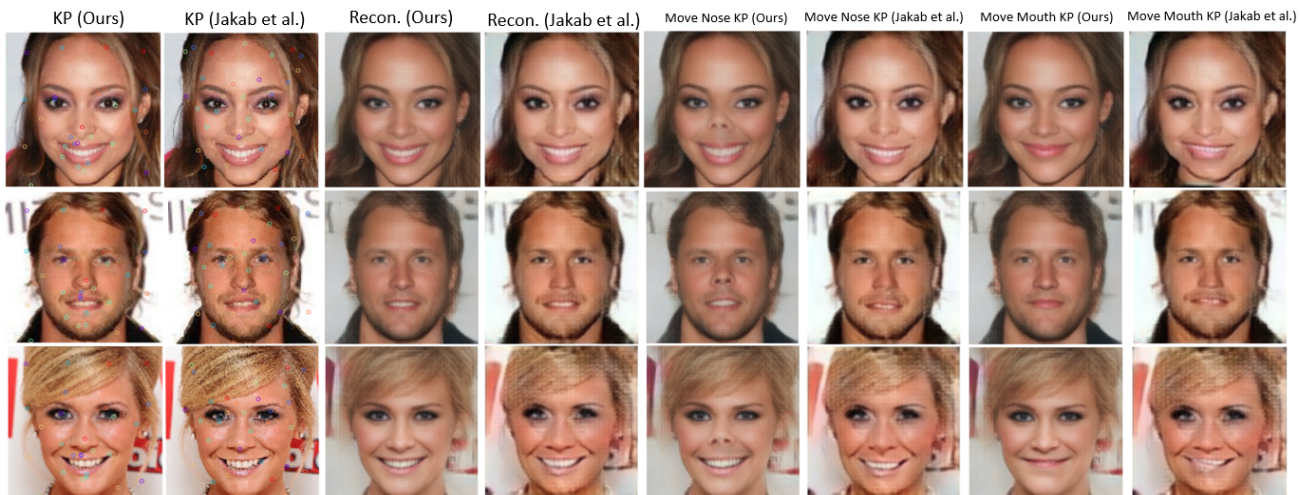 KP (Ours)
KP (Jakab et al.)
Recon. (Ours)
Recon. (Jakab et al.)
Move Nose KP (Ours)
Move Nose KP (Jakab et al.)
Move Mouth KP (Ours)
Move Mouth KP (Jakab et al.)